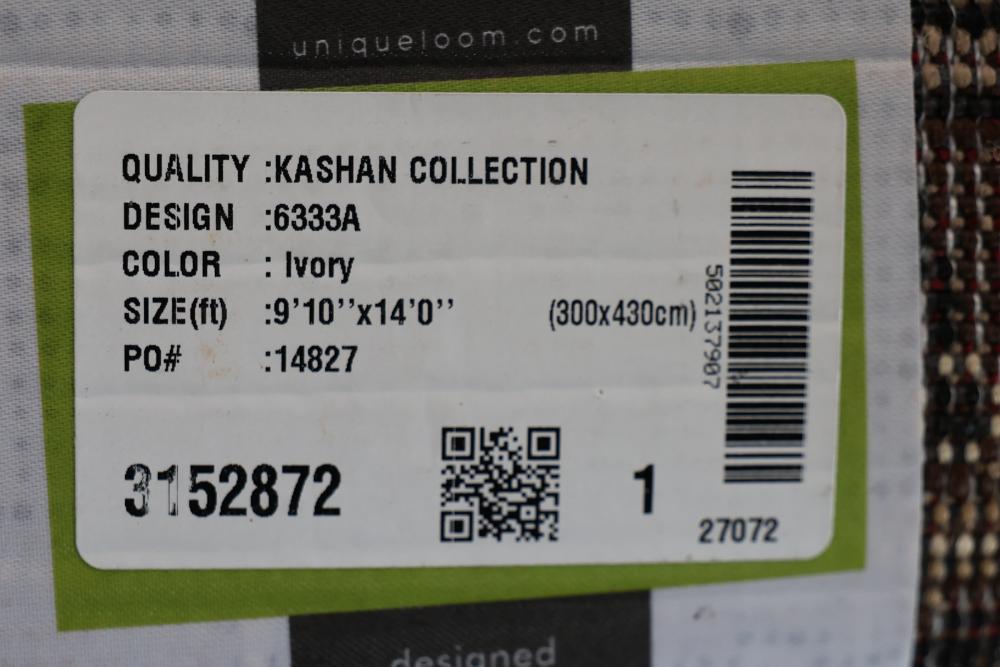 uniqueloom.com
QUALITY :KASHAN COLLECTION
DESIGN :6333A
COLOR : Ivory
SIZE(ft) :9'10''x14'0'' (300x430cm)
PO# :14827
502137907
3152872
1
27072
designed